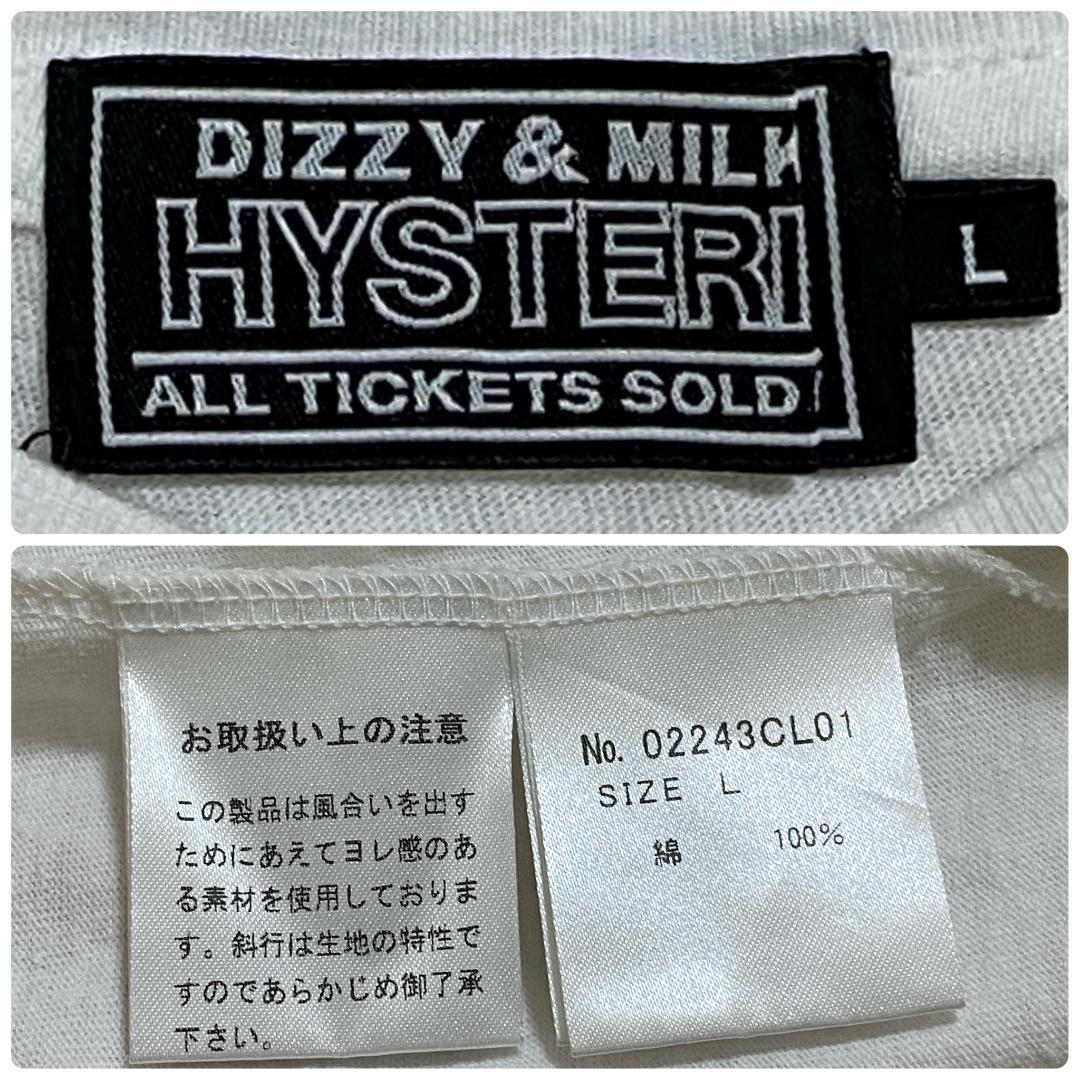 DIZZY & MILK
HYSTERI
ALL TICKETS SOLD
L
お取扱い上の注意
この製品は風合いを出す
ためにあえてヨレ感のあ
る素材を使用しておりま
す。斜行は生地の特性で
すのであらかじめ御了承
下さい。
No. 02243CL01
SIZE L
綿 100%